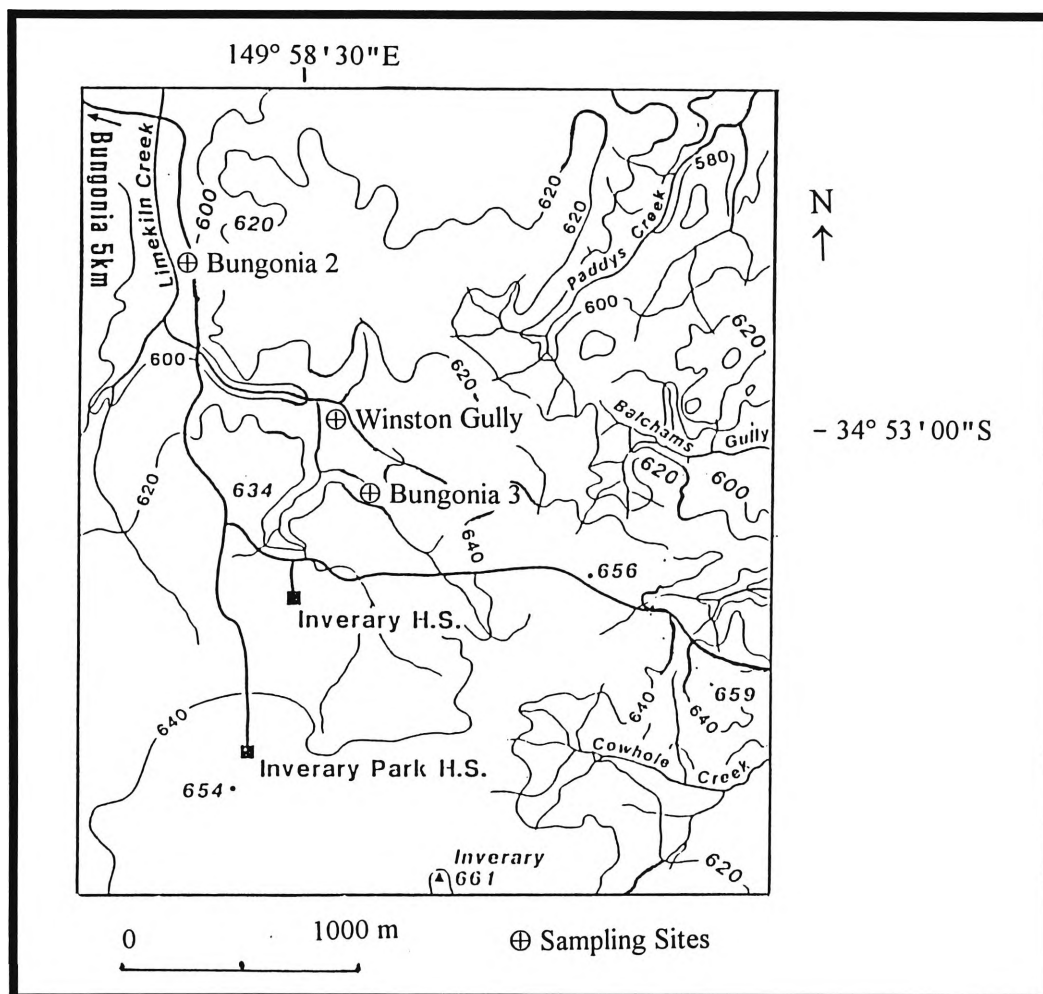 149° 58 ' 30"E
Limekiln Creek
Bungonia 5km
600
620
Bungonia 2
620
620
Paddys Creek
580
600
620
N
600
620
Winston Gully
Balchams Gully
- 34° 53 ' 00"S
620
634
Bungonia 3
620
600
640
656
Inverary H.S.
640
659
640
640
Cowhole Creek
Inverary Park H.S.
654
Inverary
661
620
0 1000 m
Sampling Sites